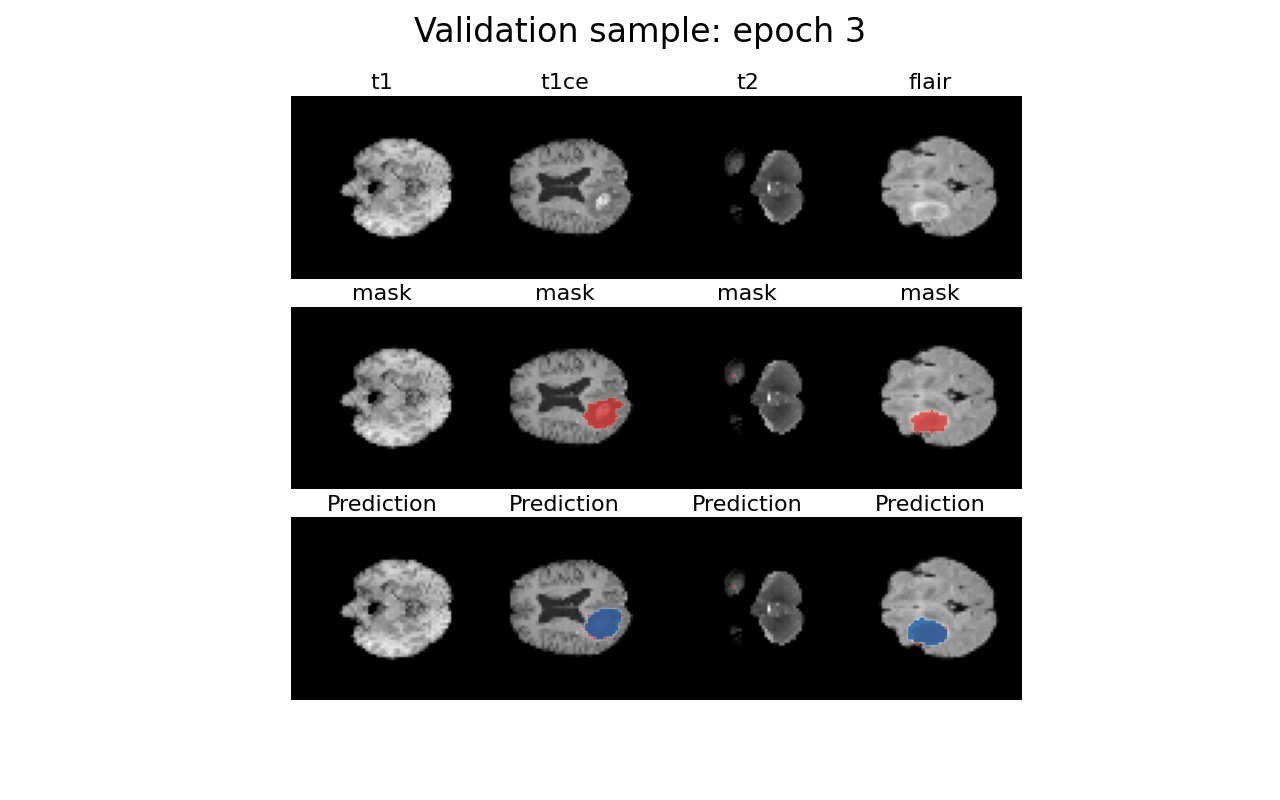 Validation sample: epoch 3
t1 t1ce t2 flair
mask mask mask mask
Prediction Prediction Prediction Prediction